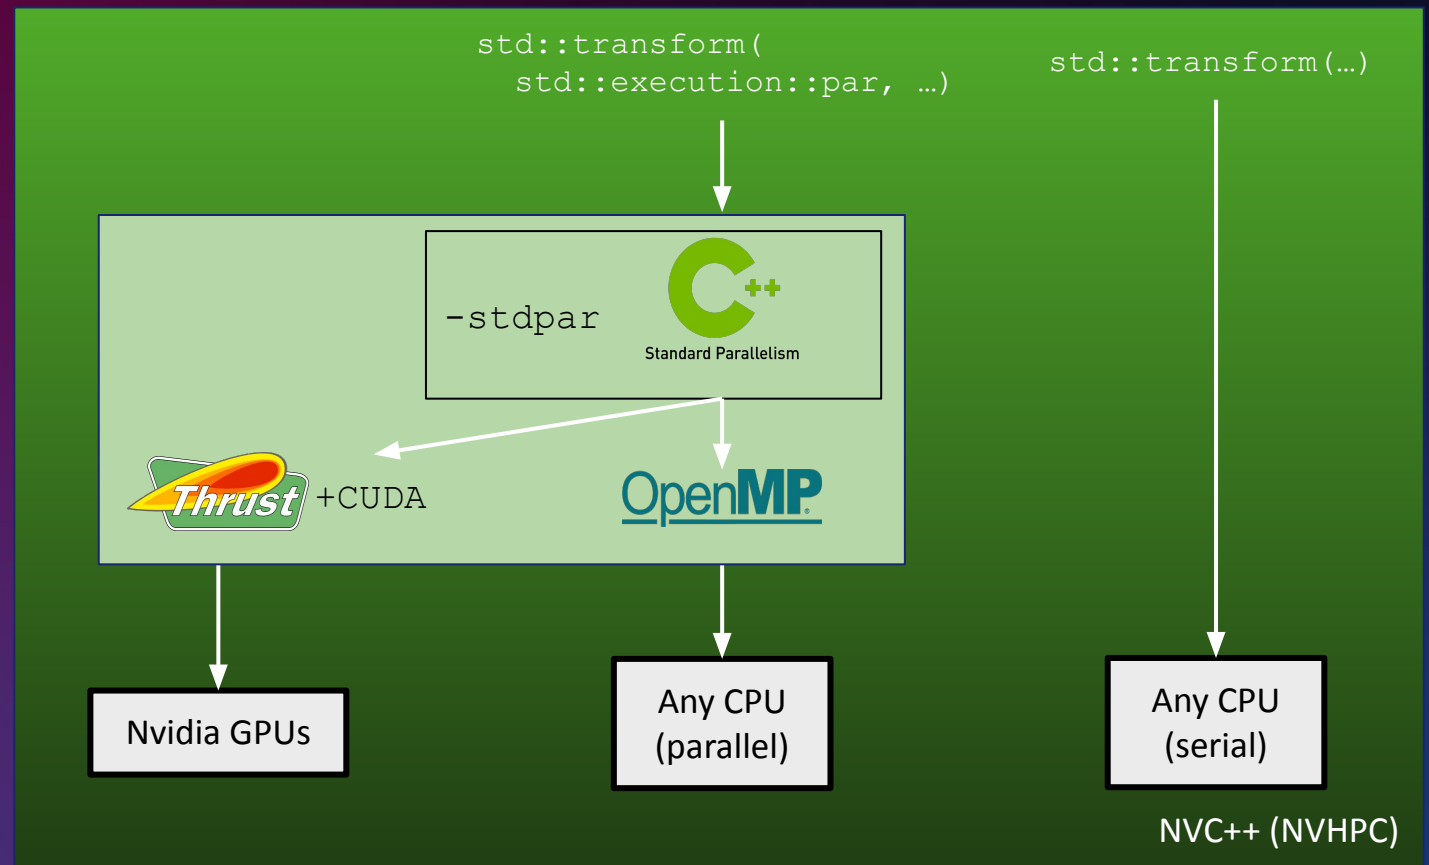 std::transform(
std::execution::par, …)
std::transform(…)
-stdpar
C++
Standard Parallelism
Thrust +CUDA
OpenMP®
Nvidia GPUs
Any CPU
(parallel)
Any CPU
(serial)
NVC++ (NVHPC)